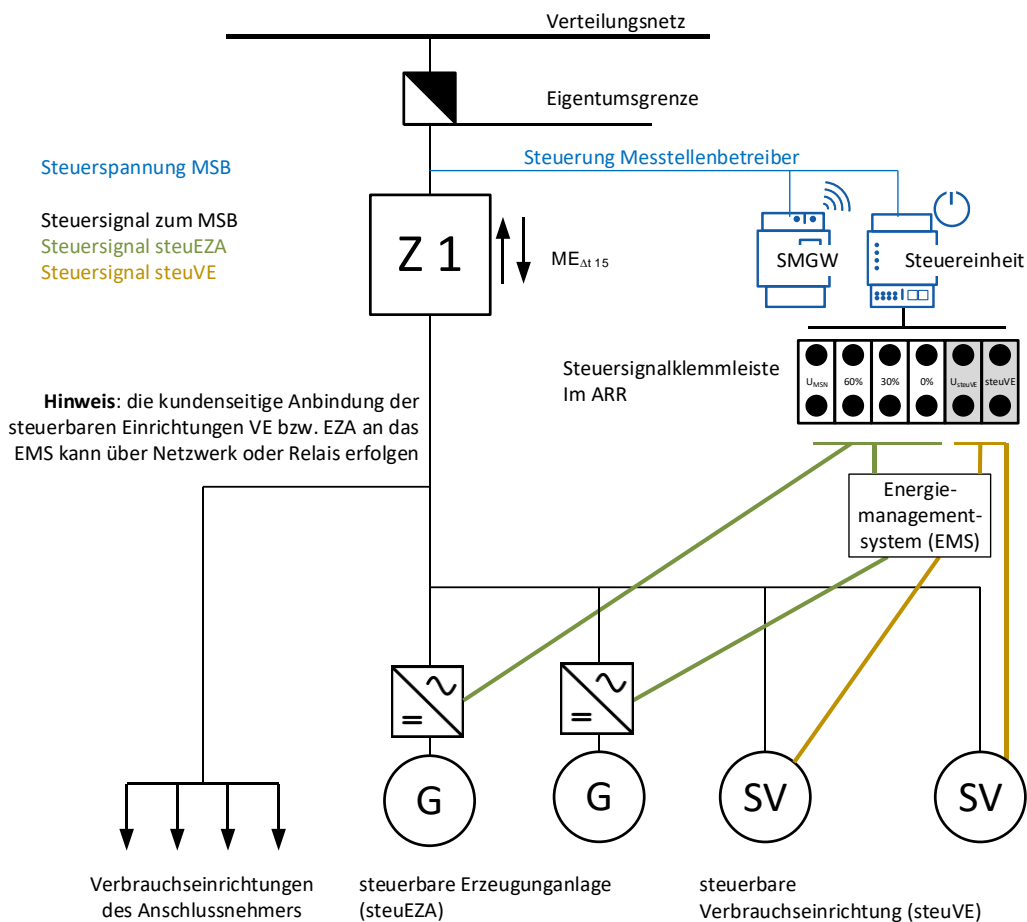 Verteilungsnetz
Eigentumsgrenze
Steuerspannung MSB
Steuerung Messtellenbetreiber
Steuersignal zum MSB
Steuersignal steuEZA
Steuersignal steuVE
Z 1
ME∆t 15
SMGW
Steuereinheit
Steuersignalklemmleiste
Im ARR
UMSN 60% 30% 0% UsteuVE steuVE
Hinweis: die kundenseitige Anbindung der
steuerbaren Einrichtungen VE bzw. EZA an das
EMS kann über Netzwerk oder Relais erfolgen
Energie-
management-
system (EMS)
G
G
SV
SV
Verbrauchseinrichtungen
des Anschlussnehmers
steuerbare Erzeugunganlage
(steuEZA)
steuerbare
Verbrauchseinrichtung (steuVE)